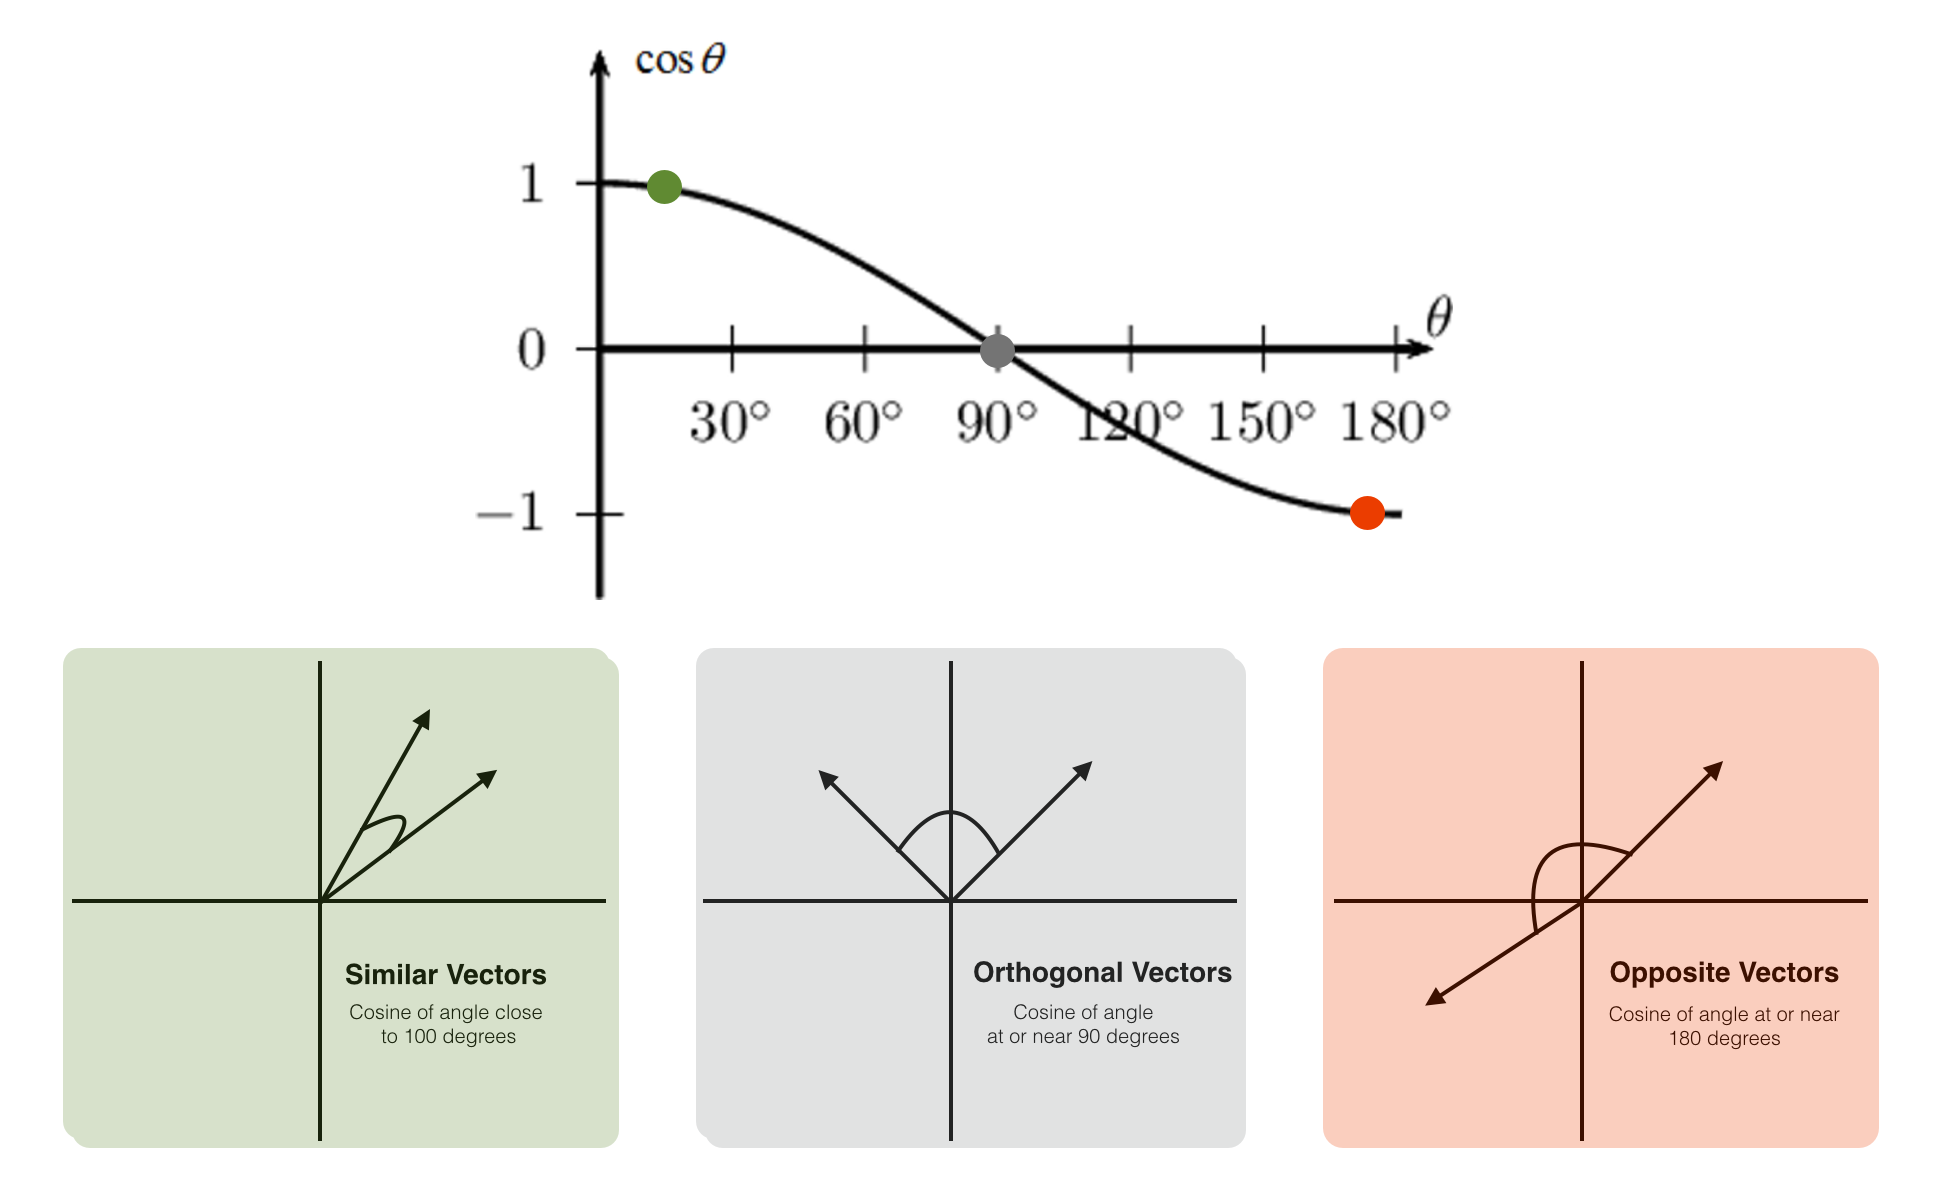 cos θ
1
0
θ
30° 60° 90° 120° 150° 180°
−1
Similar Vectors
Cosine of angle close
to 100 degrees
Orthogonal Vectors
Cosine of angle
at or near 90 degrees
Opposite Vectors
Cosine of angle at or near
180 degrees